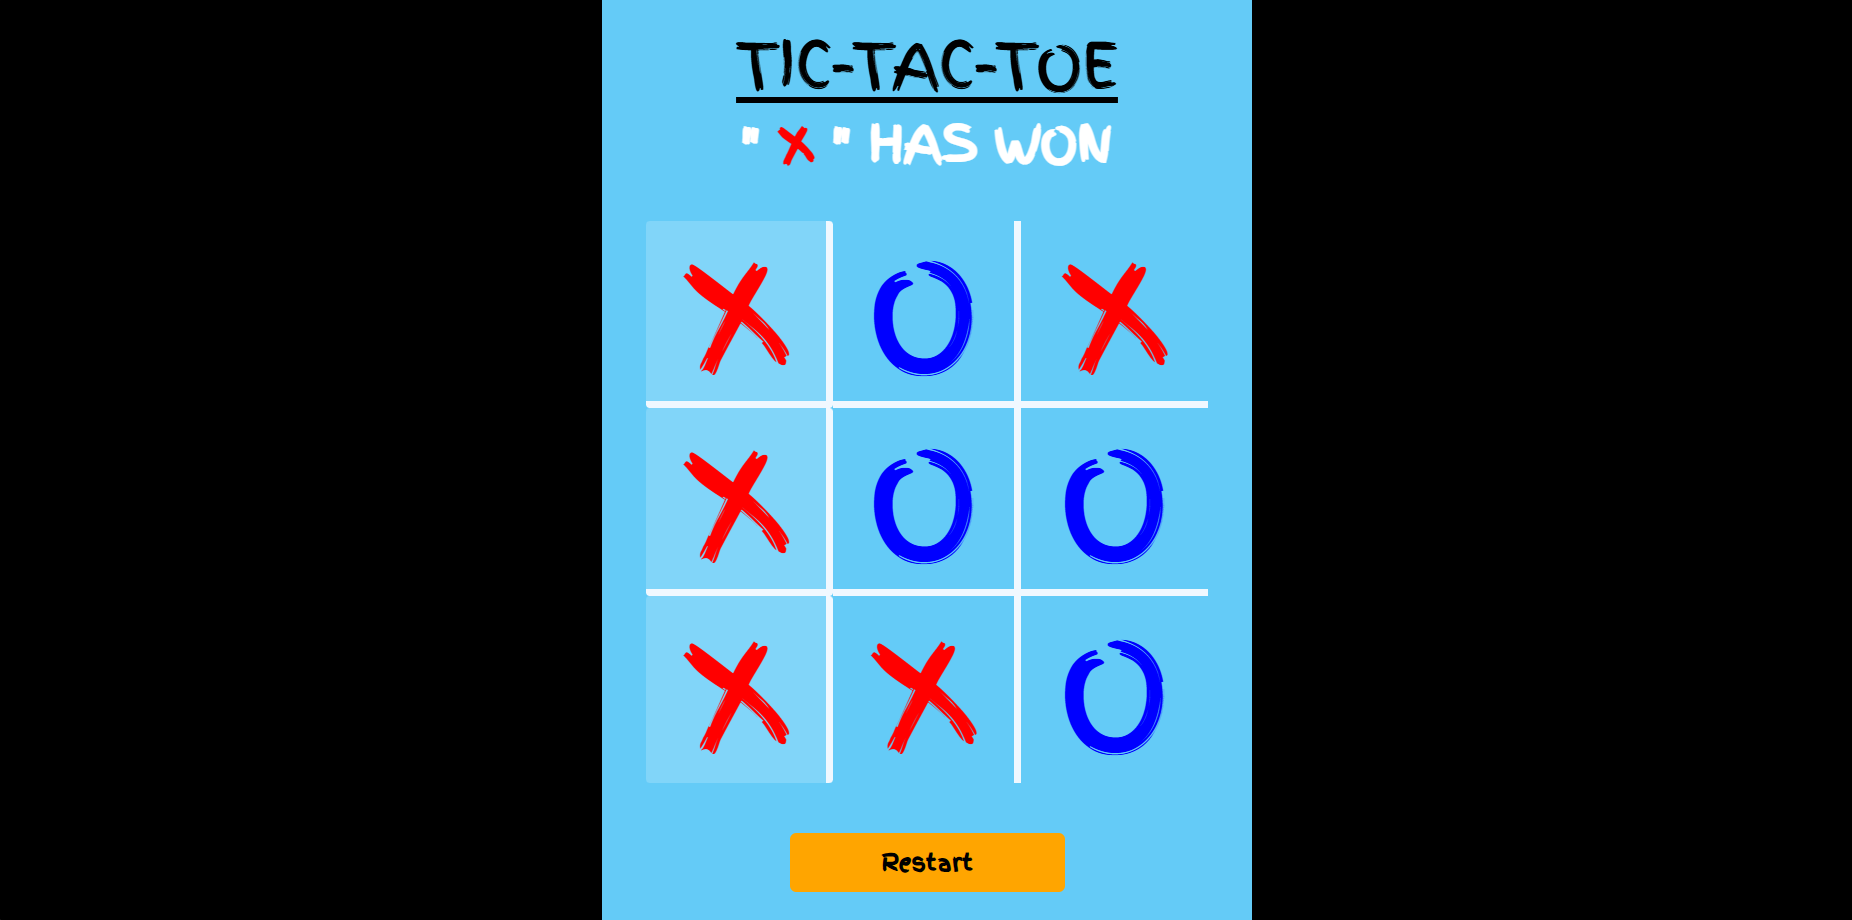 TIC-TAC-TOE
" X " HAS WON
X O X
X O O
X X O
Restart